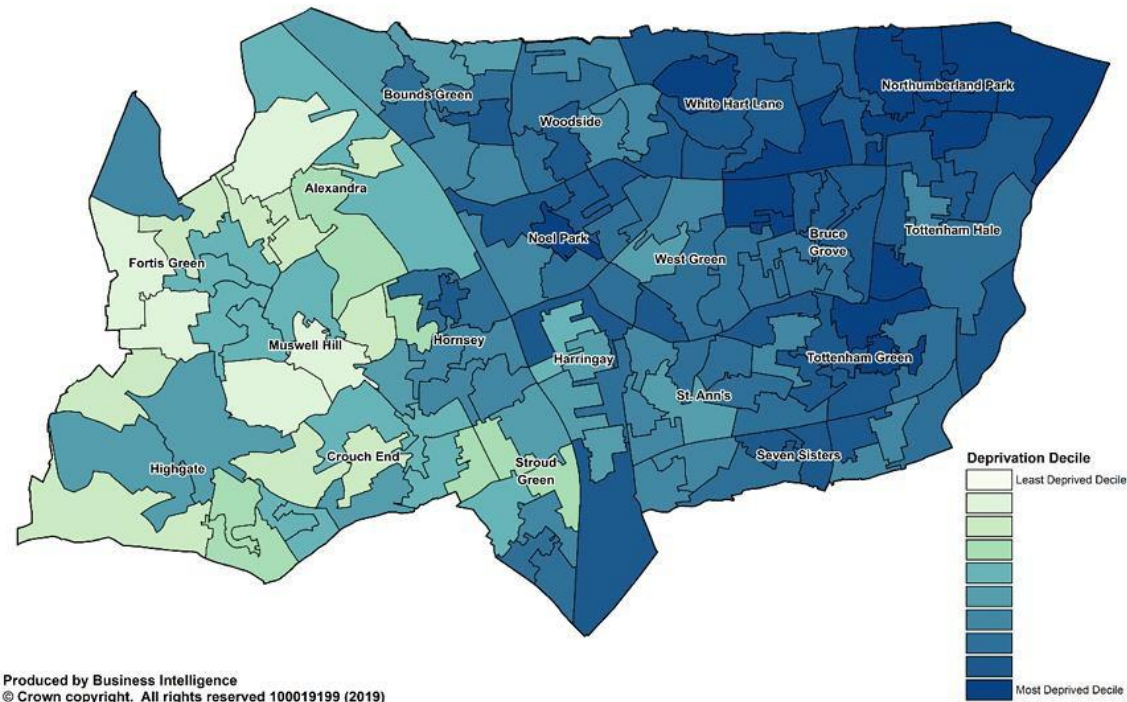 Bounds Green
Woodside
White Hart Lane
Northumberland Park
Alexandra
Fortis Green
Noel Park
West Green
Bruce
Grove
Tottenham Hale
Muswell Hill
Hornsey
Harringay
Tottenham Green
St. Ann's
Highgate
Crouch End
Stroud
Green
Seven Sisters
Deprivation Decile
Least Deprived Decile
Most Deprived Decile
Produced by Business Intelligence
© Crown copyright. All rights reserved 100019199 (2019)